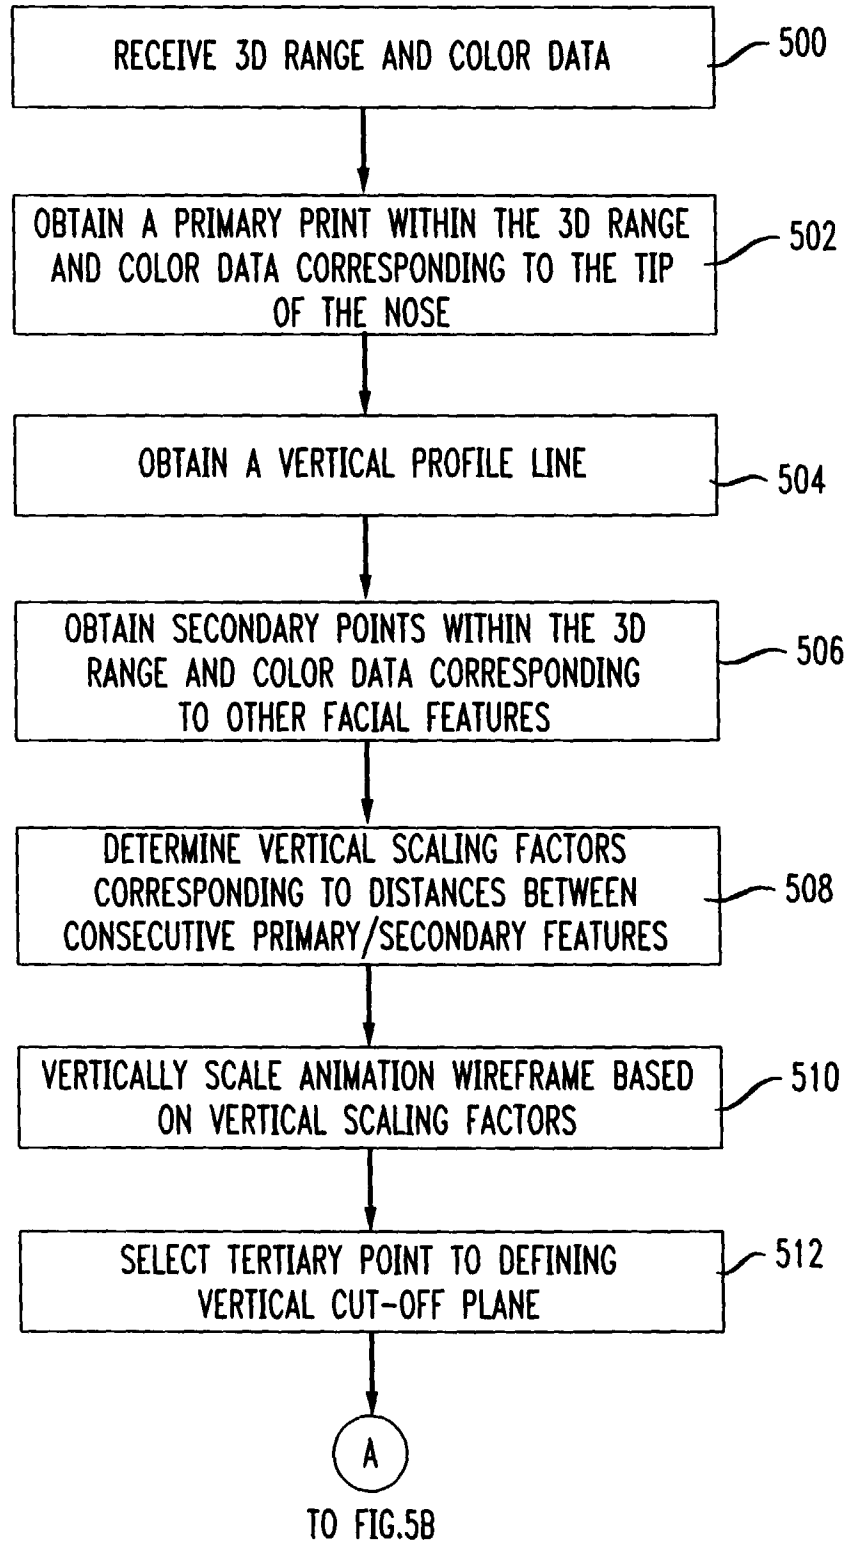 RECEIVE 3D RANGE AND COLOR DATA
500
OBTAIN A PRIMARY PRINT WITHIN THE 3D RANGE
AND COLOR DATA CORRESPONDING TO THE TIP
OF THE NOSE
502
OBTAIN A VERTICAL PROFILE LINE
504
OBTAIN SECONDARY POINTS WITHIN THE 3D
RANGE AND COLOR DATA CORRESPONDING
TO OTHER FACIAL FEATURES
506
DETERMINE VERTICAL SCALING FACTORS
CORRESPONDING TO DISTANCES BETWEEN
CONSECUTIVE PRIMARY/SECONDARY FEATURES
508
VERTICALLY SCALE ANIMATION WIREFRAME BASED
ON VERTICAL SCALING FACTORS
510
SELECT TERTIARY POINT TO DEFINING
VERTICAL CUT-OFF PLANE
512
A
TO FIG.5B